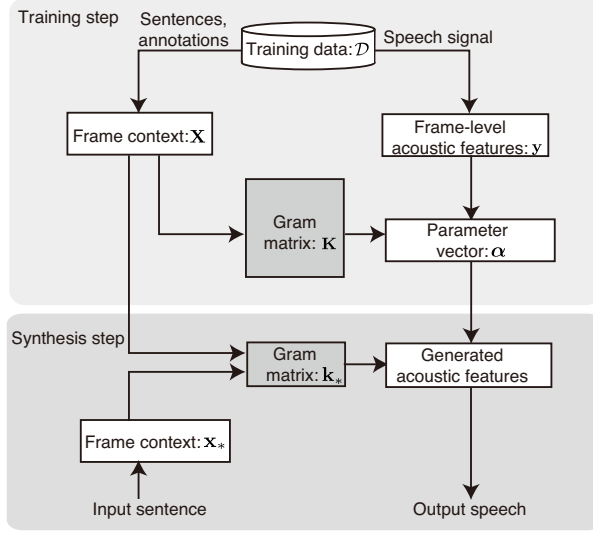 Training step
Sentences,
annotations
Training data: 𝒟
Speech signal
Frame context: X
Frame-level
acoustic features: y
Gram
matrix: K
Parameter
vector: α
Synthesis step
Gram
matrix: k*
Generated
acoustic features
Frame context: x*
Input sentence
Output speech